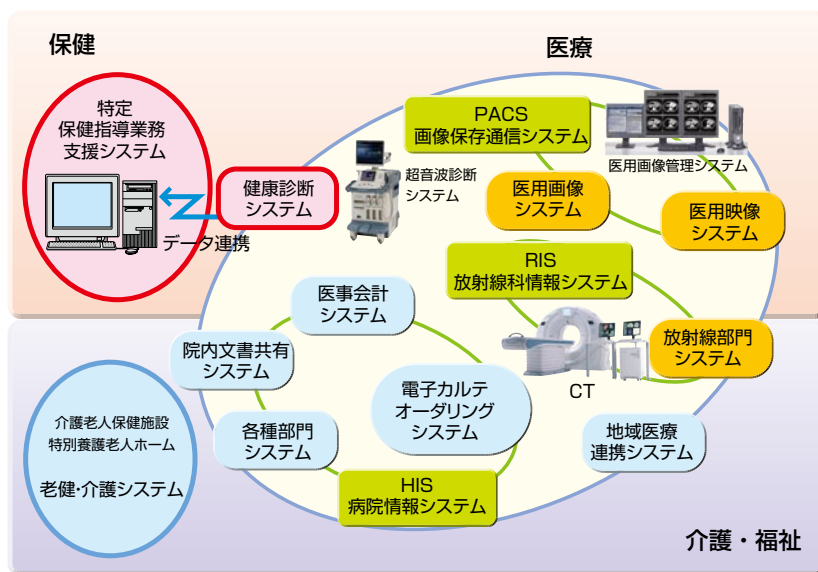 保健
医療
特定
保健指導業務
支援システム
健康診断
システム
データ連携
超音波診断
システム
PACS
画像保存通信システム
医用画像管理システム
医用画像
システム
医用映像
システム
RIS
放射線科情報システム
医事会計
システム
放射線部門
システム
CT
院内文書共有
システム
電子カルテ
オーダリング
システム
各種部門
システム
地域医療
連携システム
HIS
病院情報システム
介護老人保健施設
特別養護老人ホーム
老健・介護システム
介護・福祉